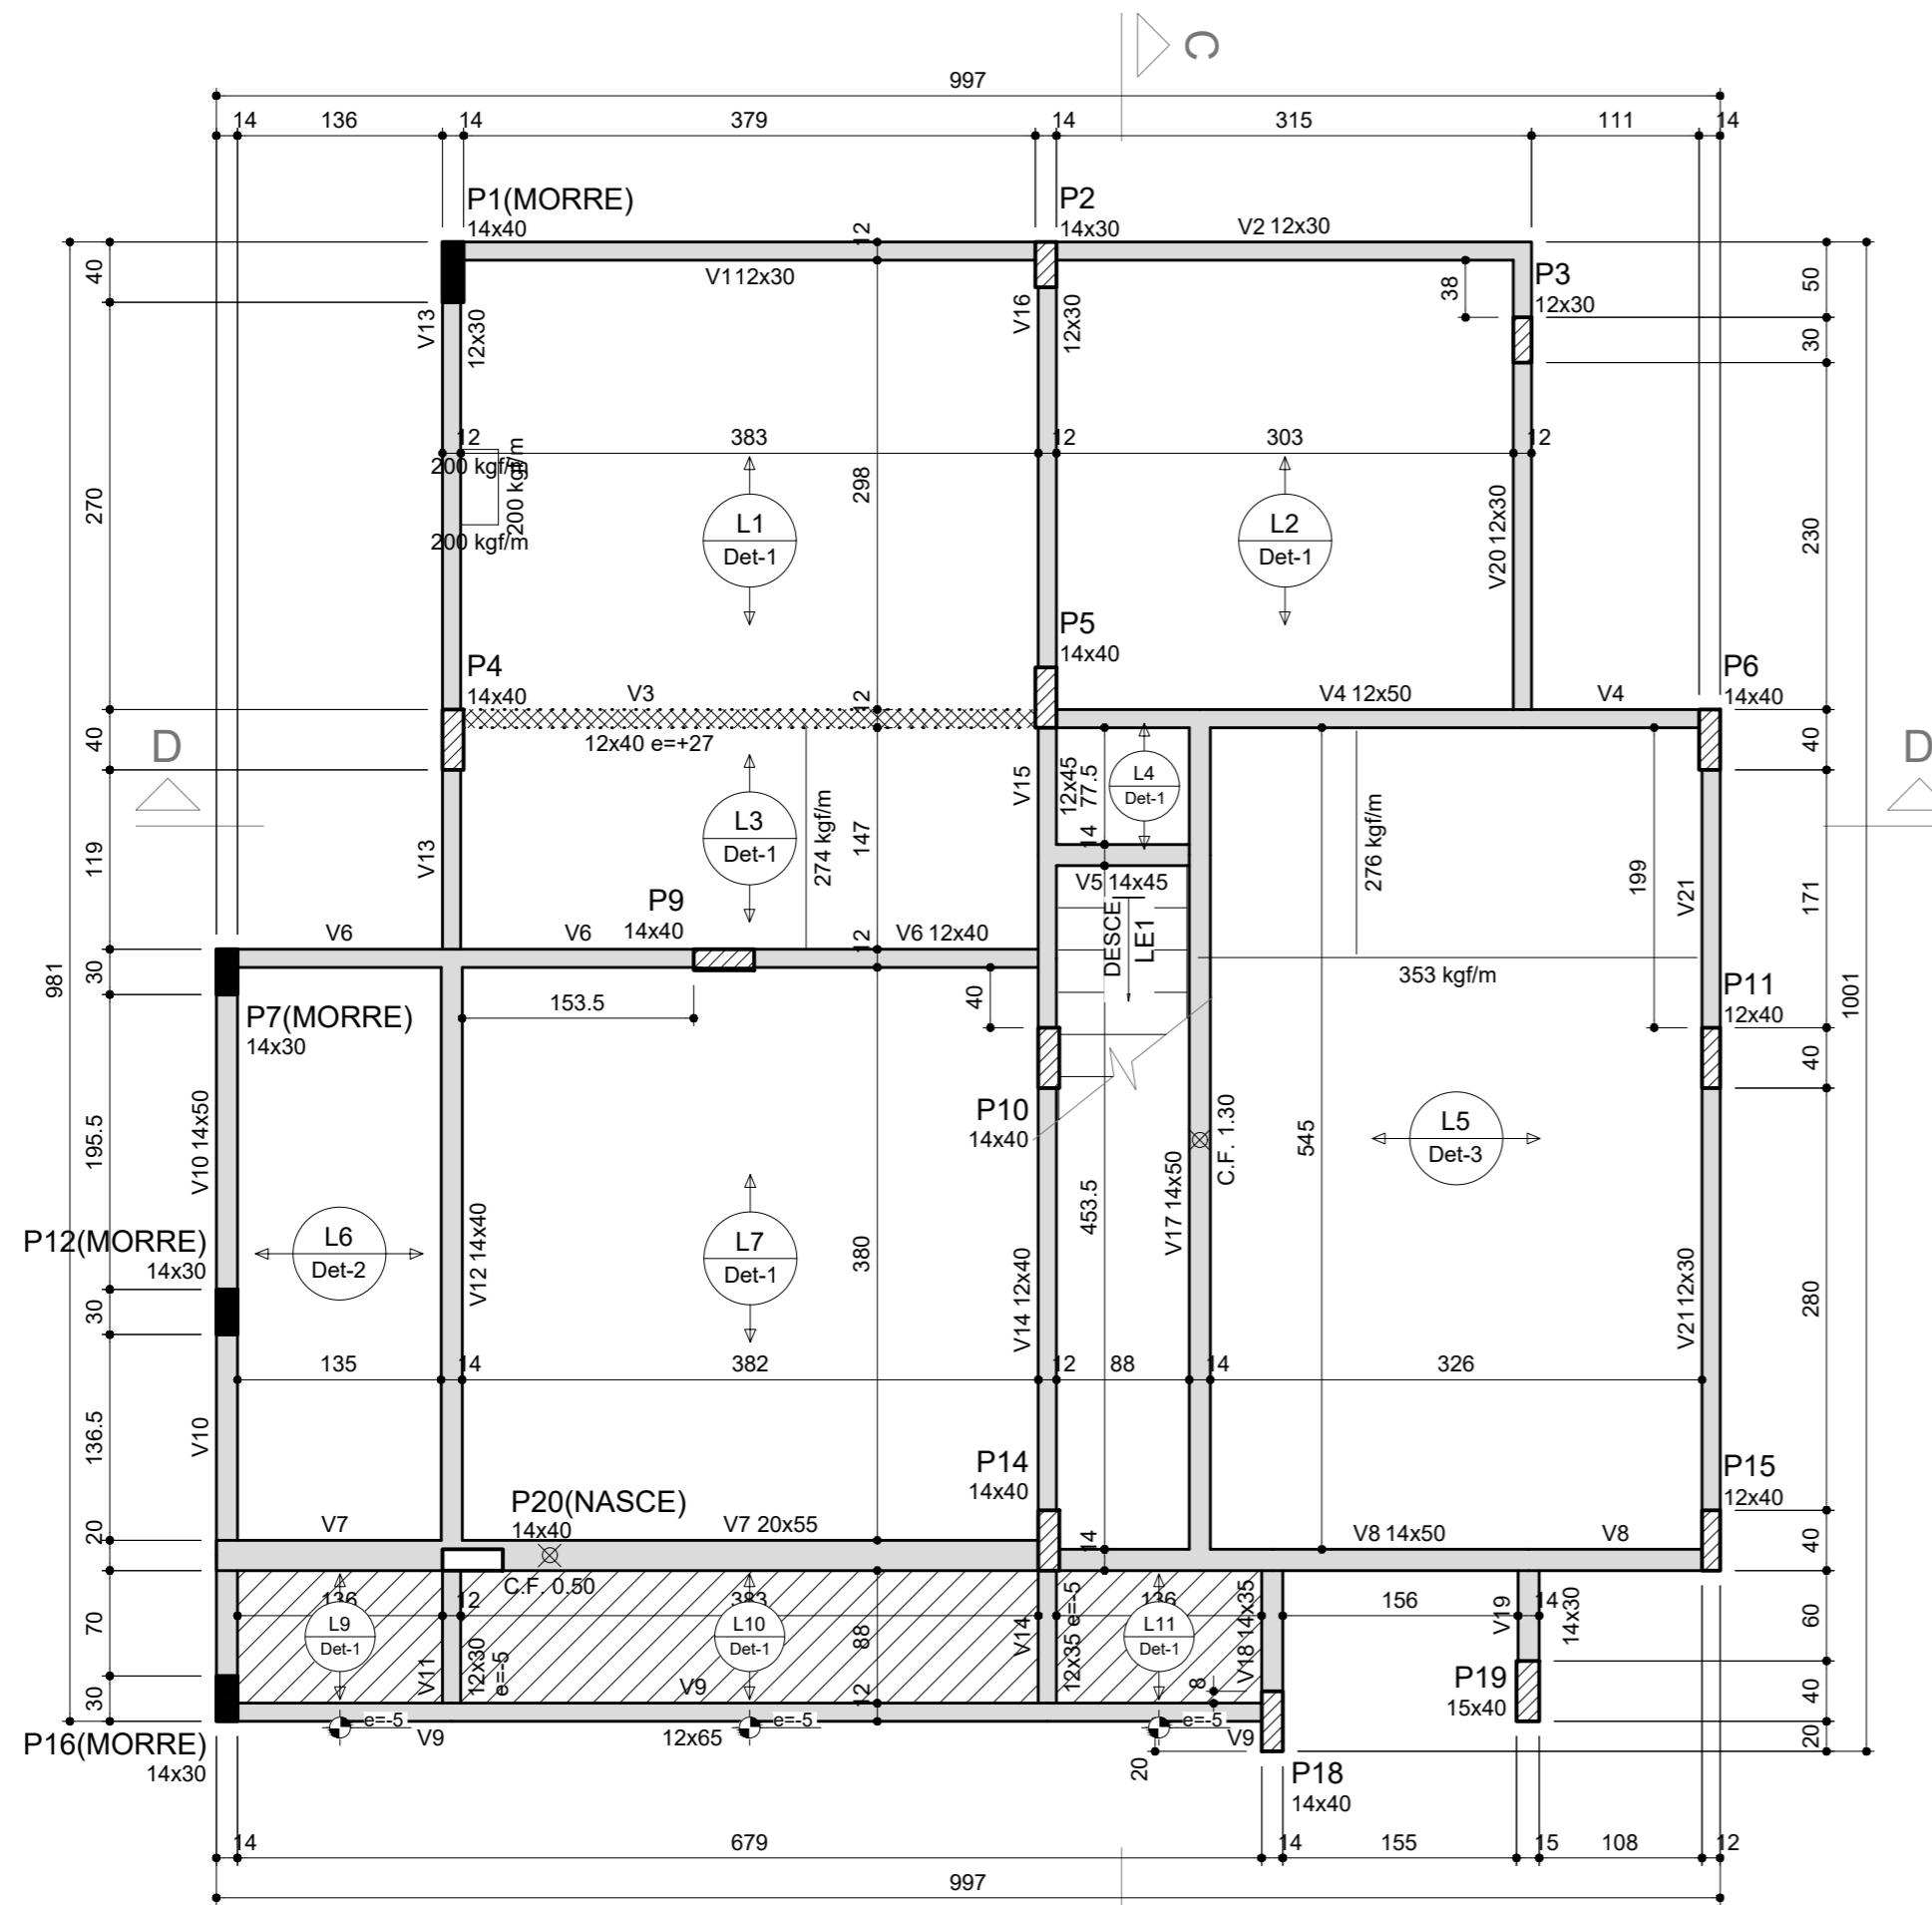 C
997
14 136 14 379 14 315 111 14
P1(MORRE)
14x40
P2
14x30
V2 12x30
12
V112x30
P3
12x30
38
40
50
30
V13
12x30
V16
12x30
12 383 12 303 12
200 kgf/m
200 kgf/m
200 kgf/m
270
298
L1
Det-1
L2
Det-1
V20 12x30
230
P4
14x40
V3
12
P5
14x40
V4 12x50
V4
P6
14x40
12x40 e=+27
D
D
40
40
L3
Det-1
147
274 kgf/m
V15
12x45
77.5
L4
Det-1
14
276 kgf/m
199
V21
171
119
V13
V5 14x45
DESCE
LE1
P9
14x40
V6
V6
V6 12x40
12
353 kgf/m
981
1001
30
153.5
40
P7(MORRE)
14x30
P11
12x40
40
P10
14x40
195.5
V10 14x50
C.F. 1.30
545
L5
Det-3
453.5
V17 14x50
P12(MORRE)
14x30
L6
Det-2
V12 14x40
L7
Det-1
380
V14 12x40
V21 12x30
280
30
135 14 382 12 88 14 326
136.5
V10
P14
14x40
P15
12x40
P20(NASCE)
14x40
20
V7
V7 20x55
14
V8 14x50
V8
40
C.F. 0.50
136 12 383 136 156 14
L9
Det-1
L10
Det-1
L11
Det-1
70
V11
12x30
e=-5
88
V14
12x35 e=-5
V18 14x35
V19
14x30
60
V9
12
8
P19
15x40
40
30
e=-5
e=-5
e=-5
V9
12x65
V9
P16(MORRE)
14x30
20
20
P18
14x40
14 679 14 155 15 108 12
997